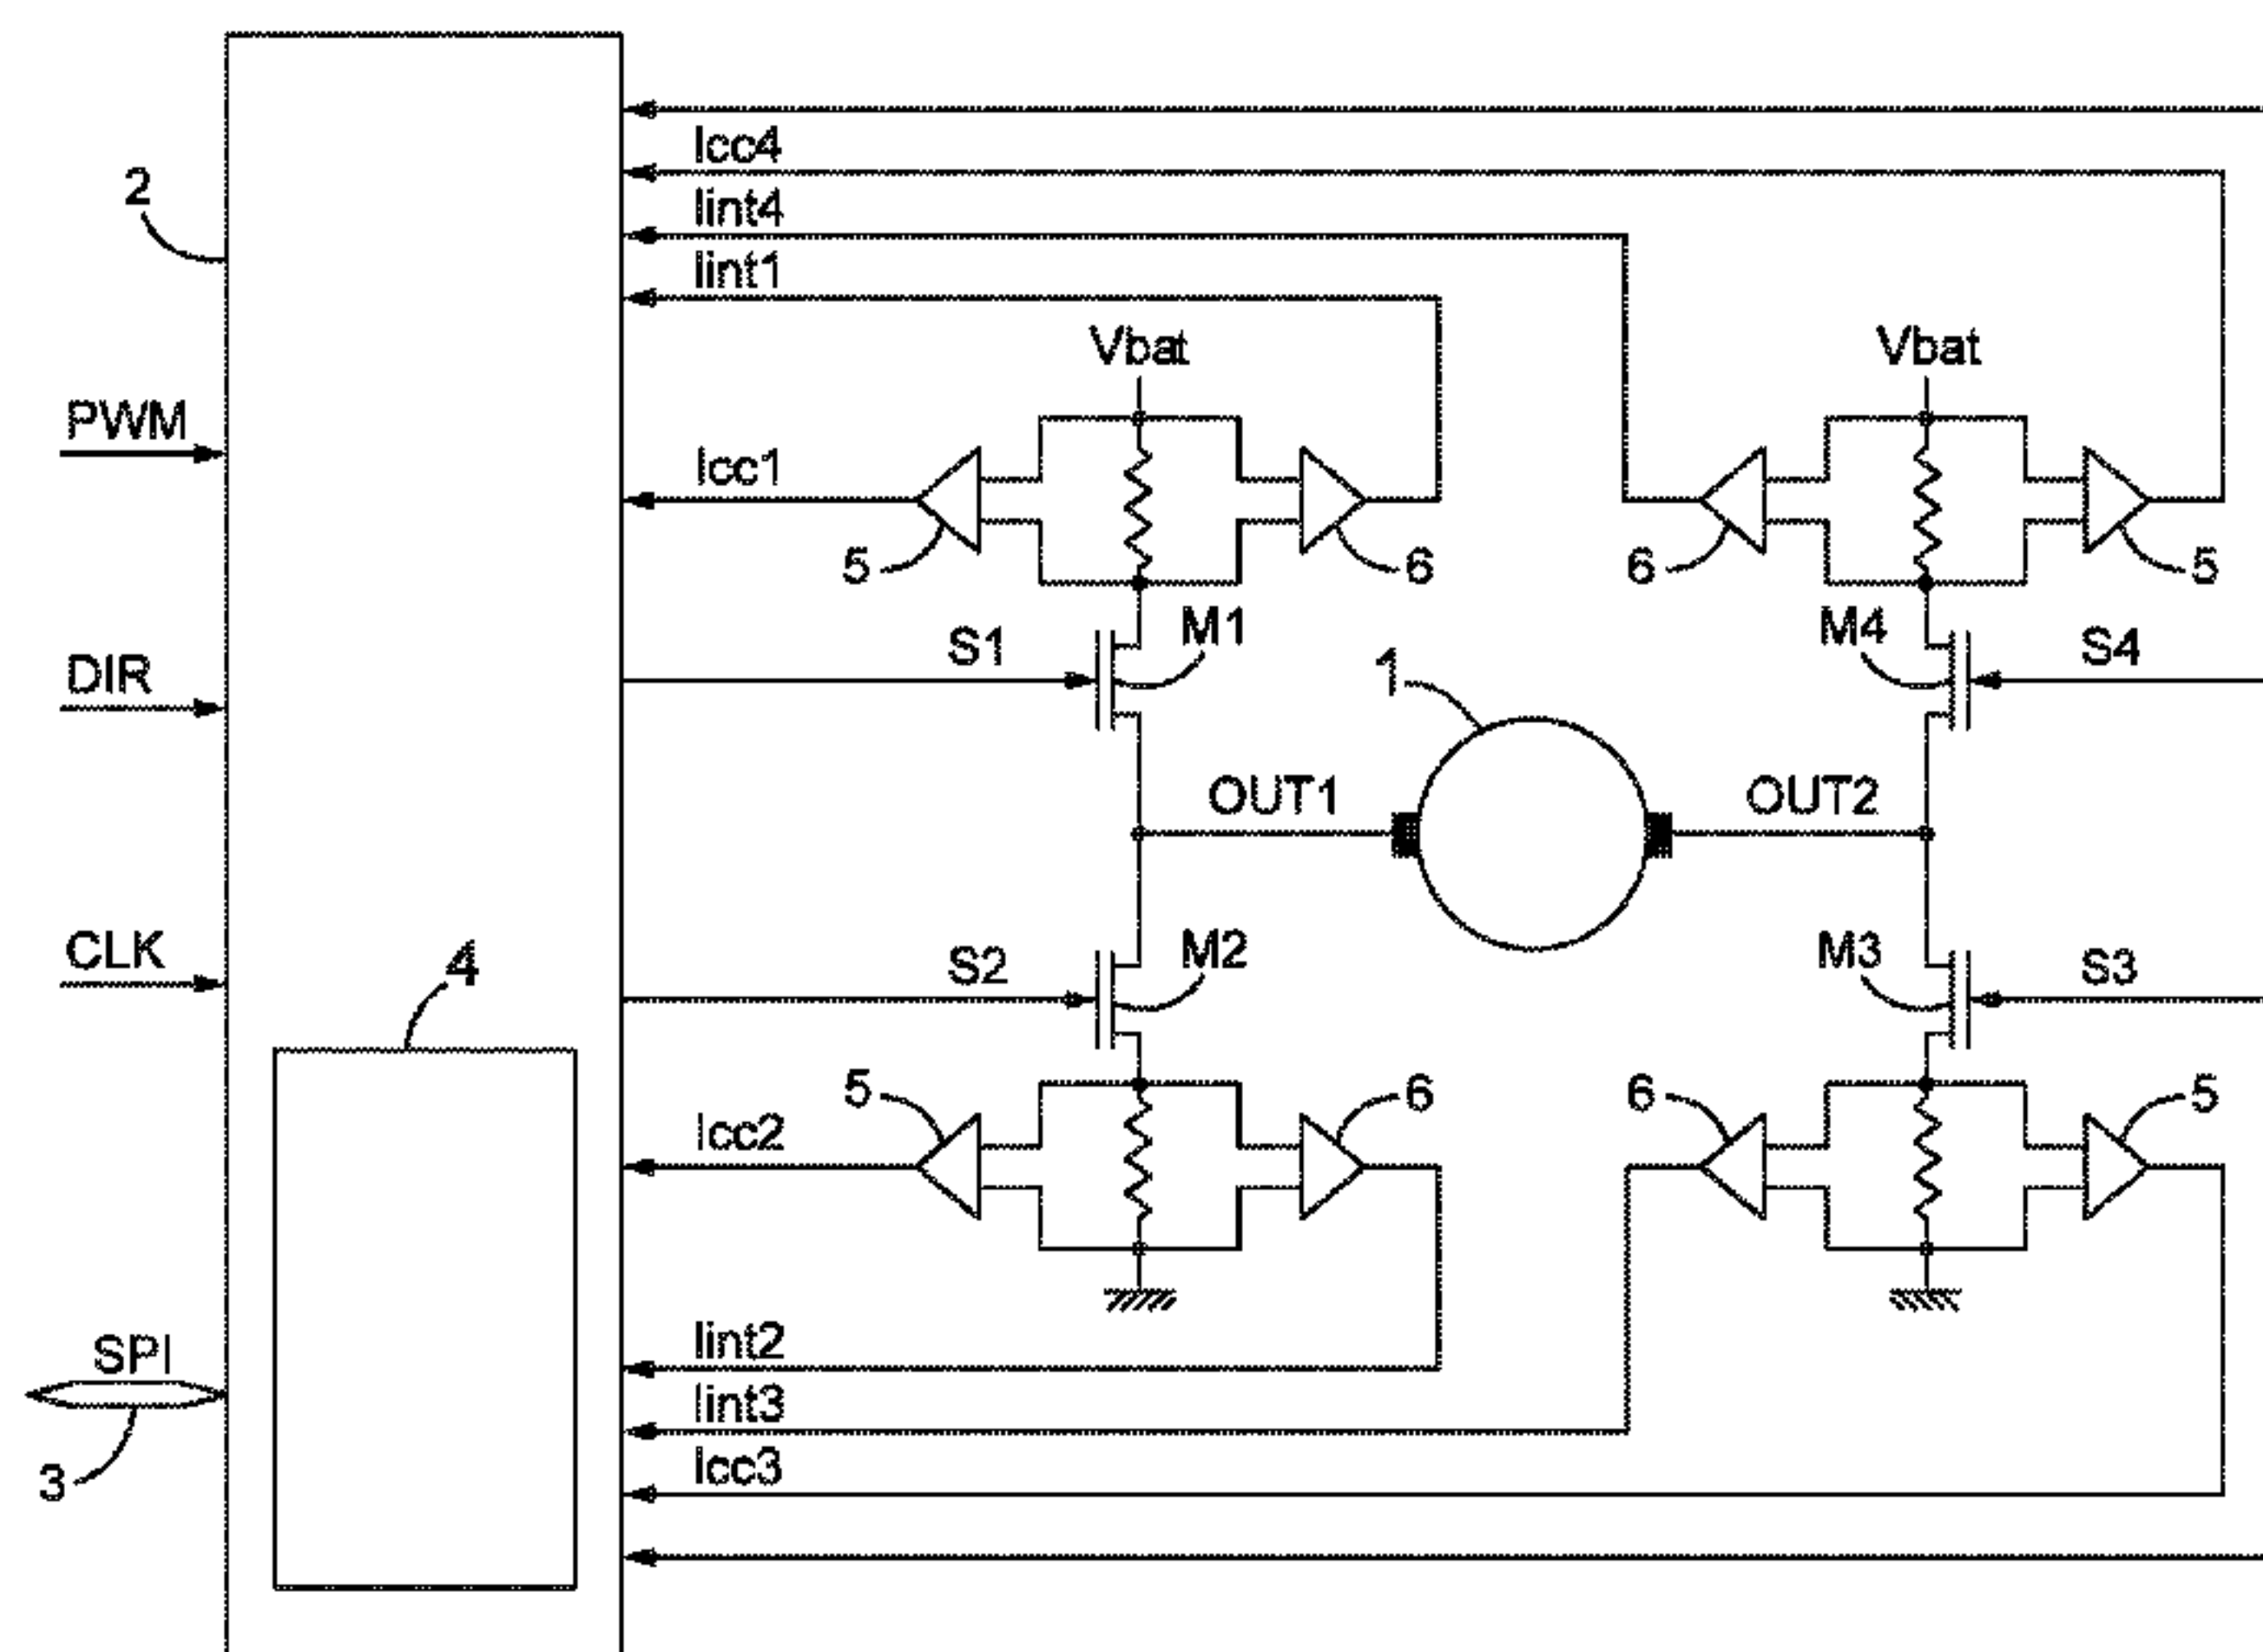 Icc4
2
Iint4
Iint1
Vbat
Vbat
PWM
Icc1
5
6
6
5
M1
M4
S1
S4
DIR
1
OUT1
OUT2
CLK
4
S2
M2
M3
S3
5
6
6
5
Icc2
SPI
Iint2
Iint3
3
Icc3